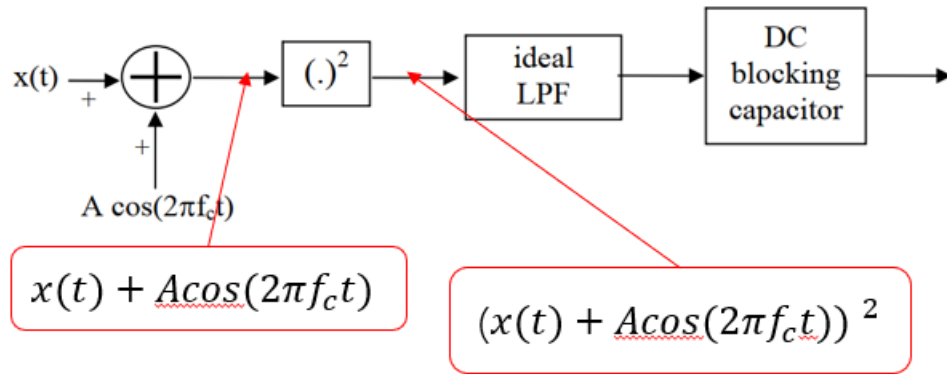 x(t)
+
+
A cos(2πf_ct)
(.)²
ideal
LPF
DC
blocking
capacitor
x(t) + Acos(2πf_ct)
(x(t) + Acos(2πf_ct)) ²